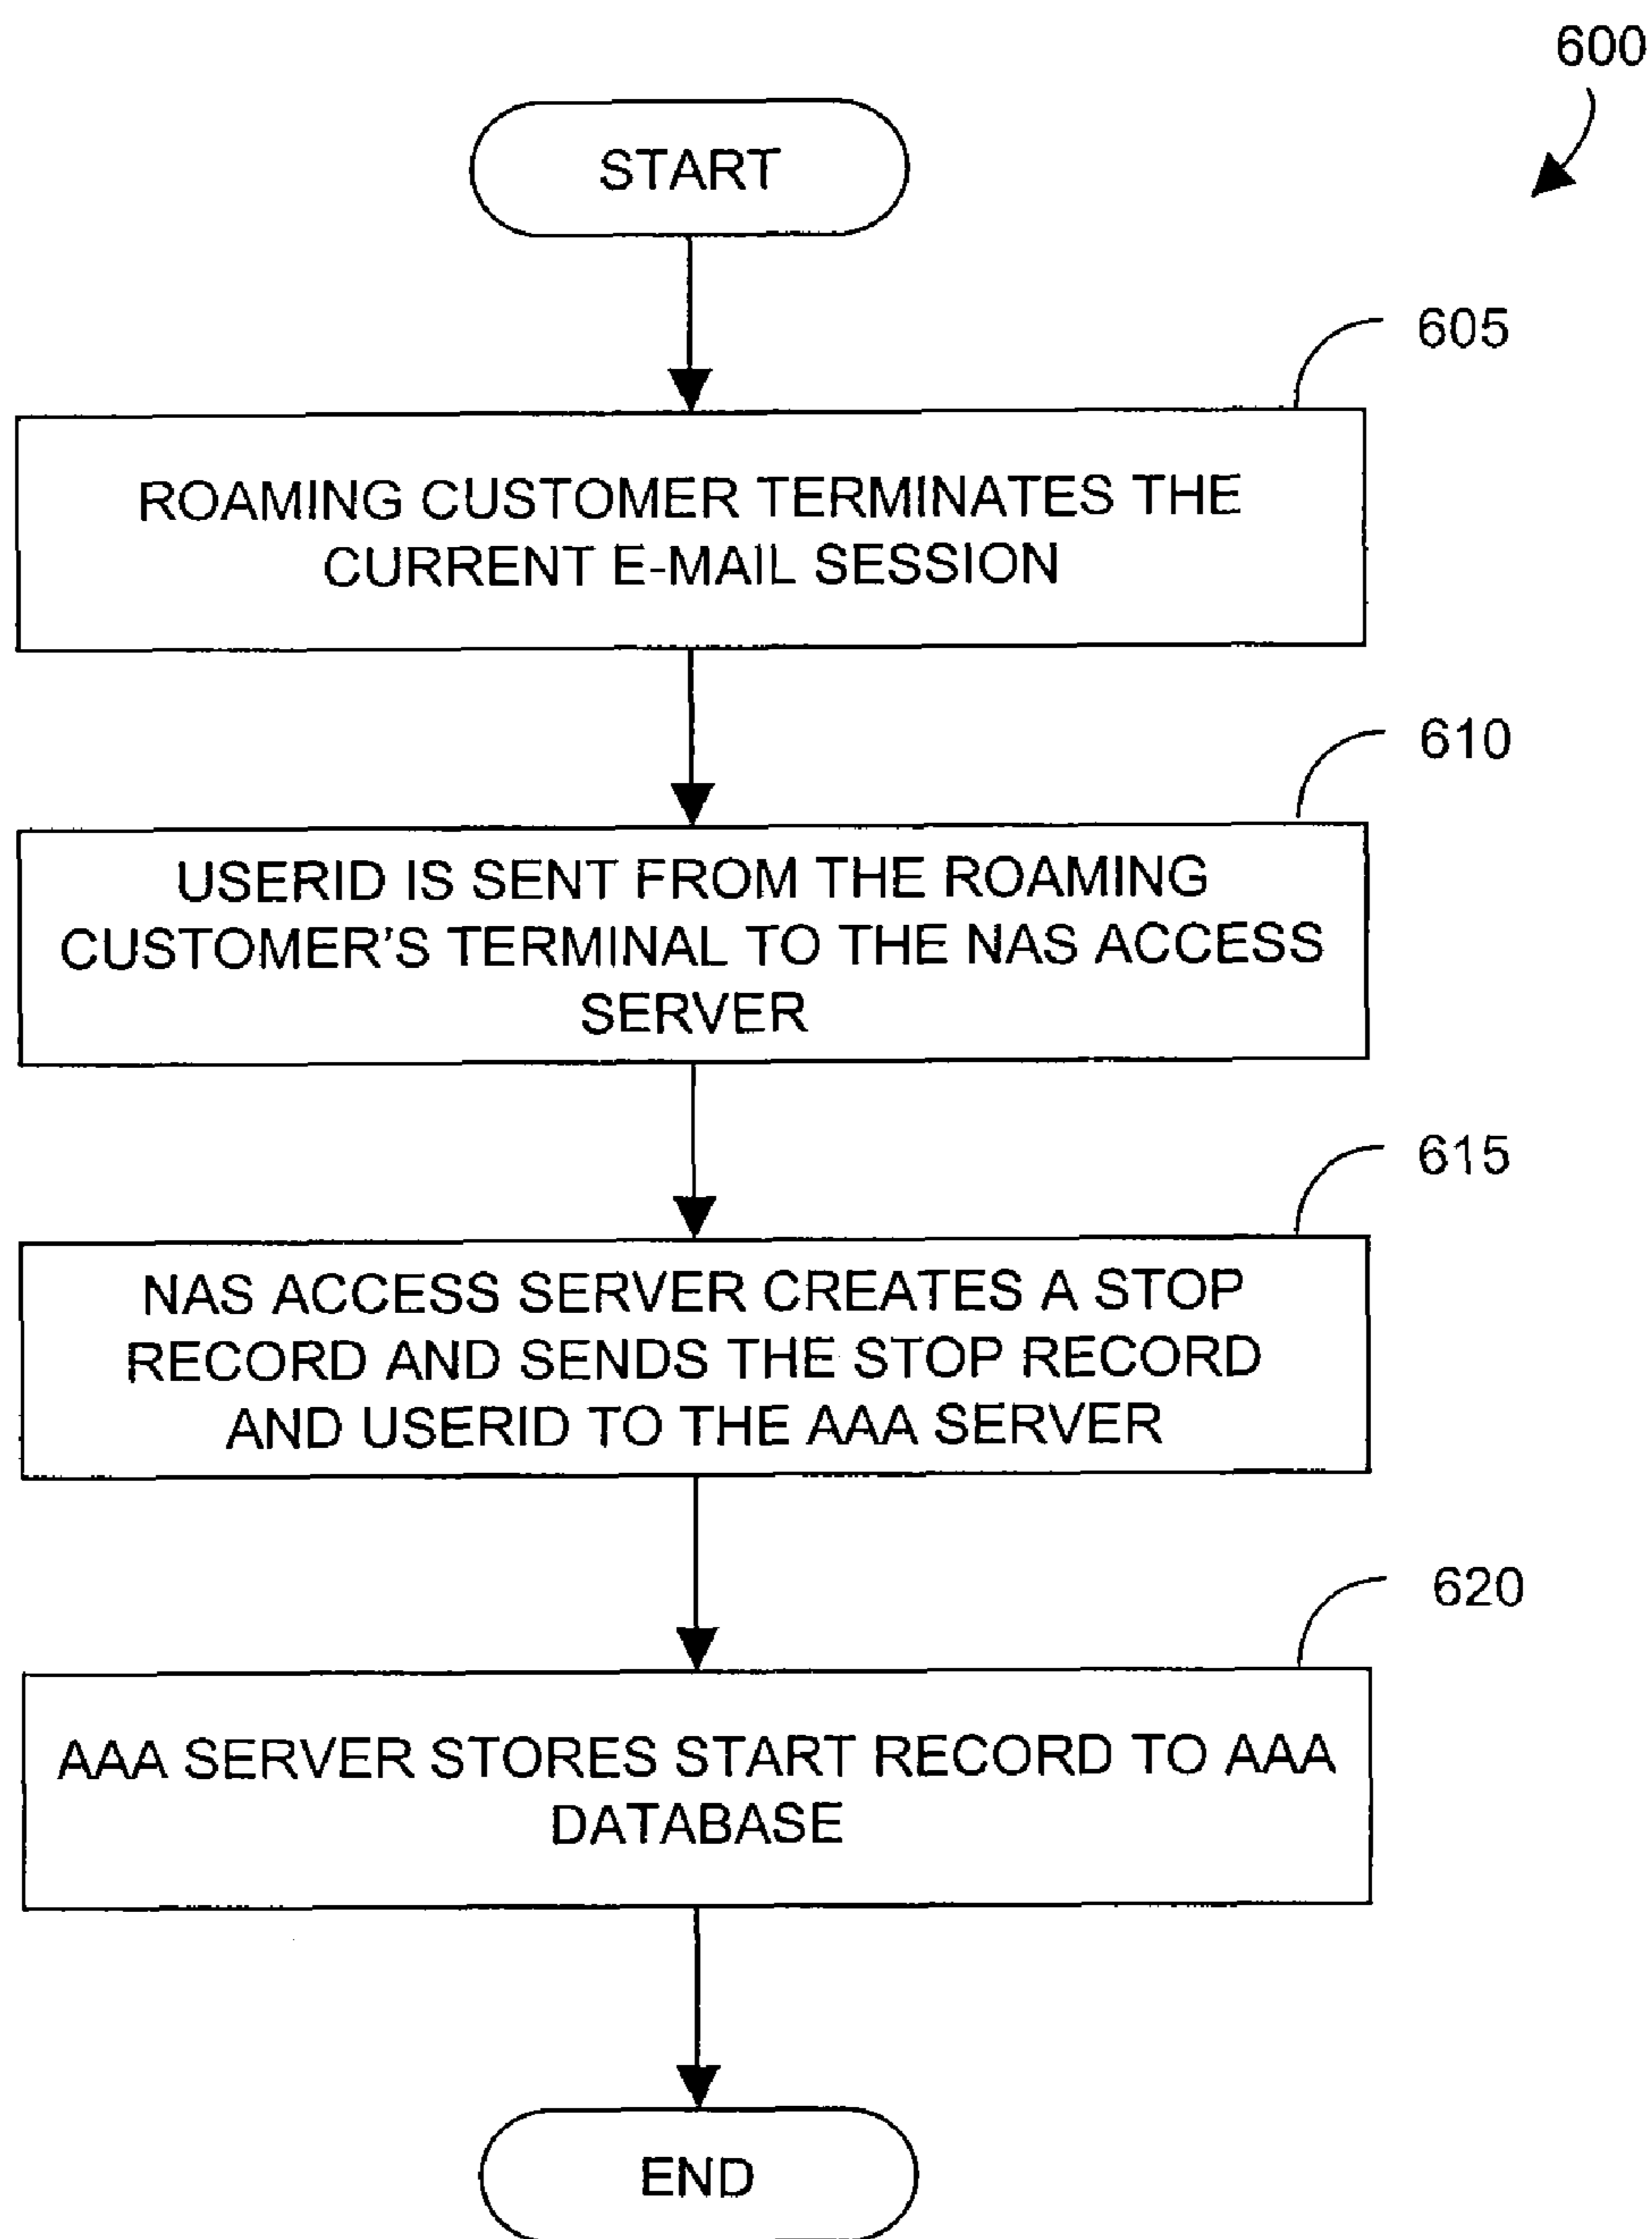 600
START
605
ROAMING CUSTOMER TERMINATES THE
CURRENT E-MAIL SESSION
610
USERID IS SENT FROM THE ROAMING
CUSTOMER'S TERMINAL TO THE NAS ACCESS
SERVER
615
NAS ACCESS SERVER CREATES A STOP
RECORD AND SENDS THE STOP RECORD
AND USERID TO THE AAA SERVER
620
AAA SERVER STORES START RECORD TO AAA
DATABASE
END